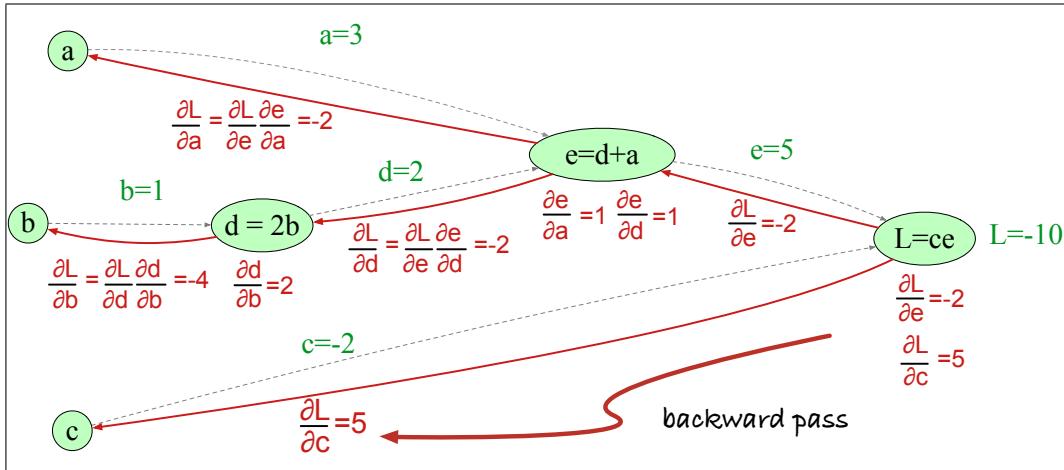 a
a=3
∂L/∂a = ∂L/∂e ∂e/∂a =-2
e=d+a
e=5
b
b=1
d = 2b
d=2
∂e/∂a =1 ∂e/∂d =1
∂L/∂e =-2
L=ce
L=-10
∂L/∂b = ∂L/∂d ∂d/∂b =-4
∂d/∂b =2
∂L/∂d = ∂L/∂e ∂e/∂d =-2
∂L/∂e =-2
∂L/∂c =5
c=-2
c
∂L/∂c =5
backward pass